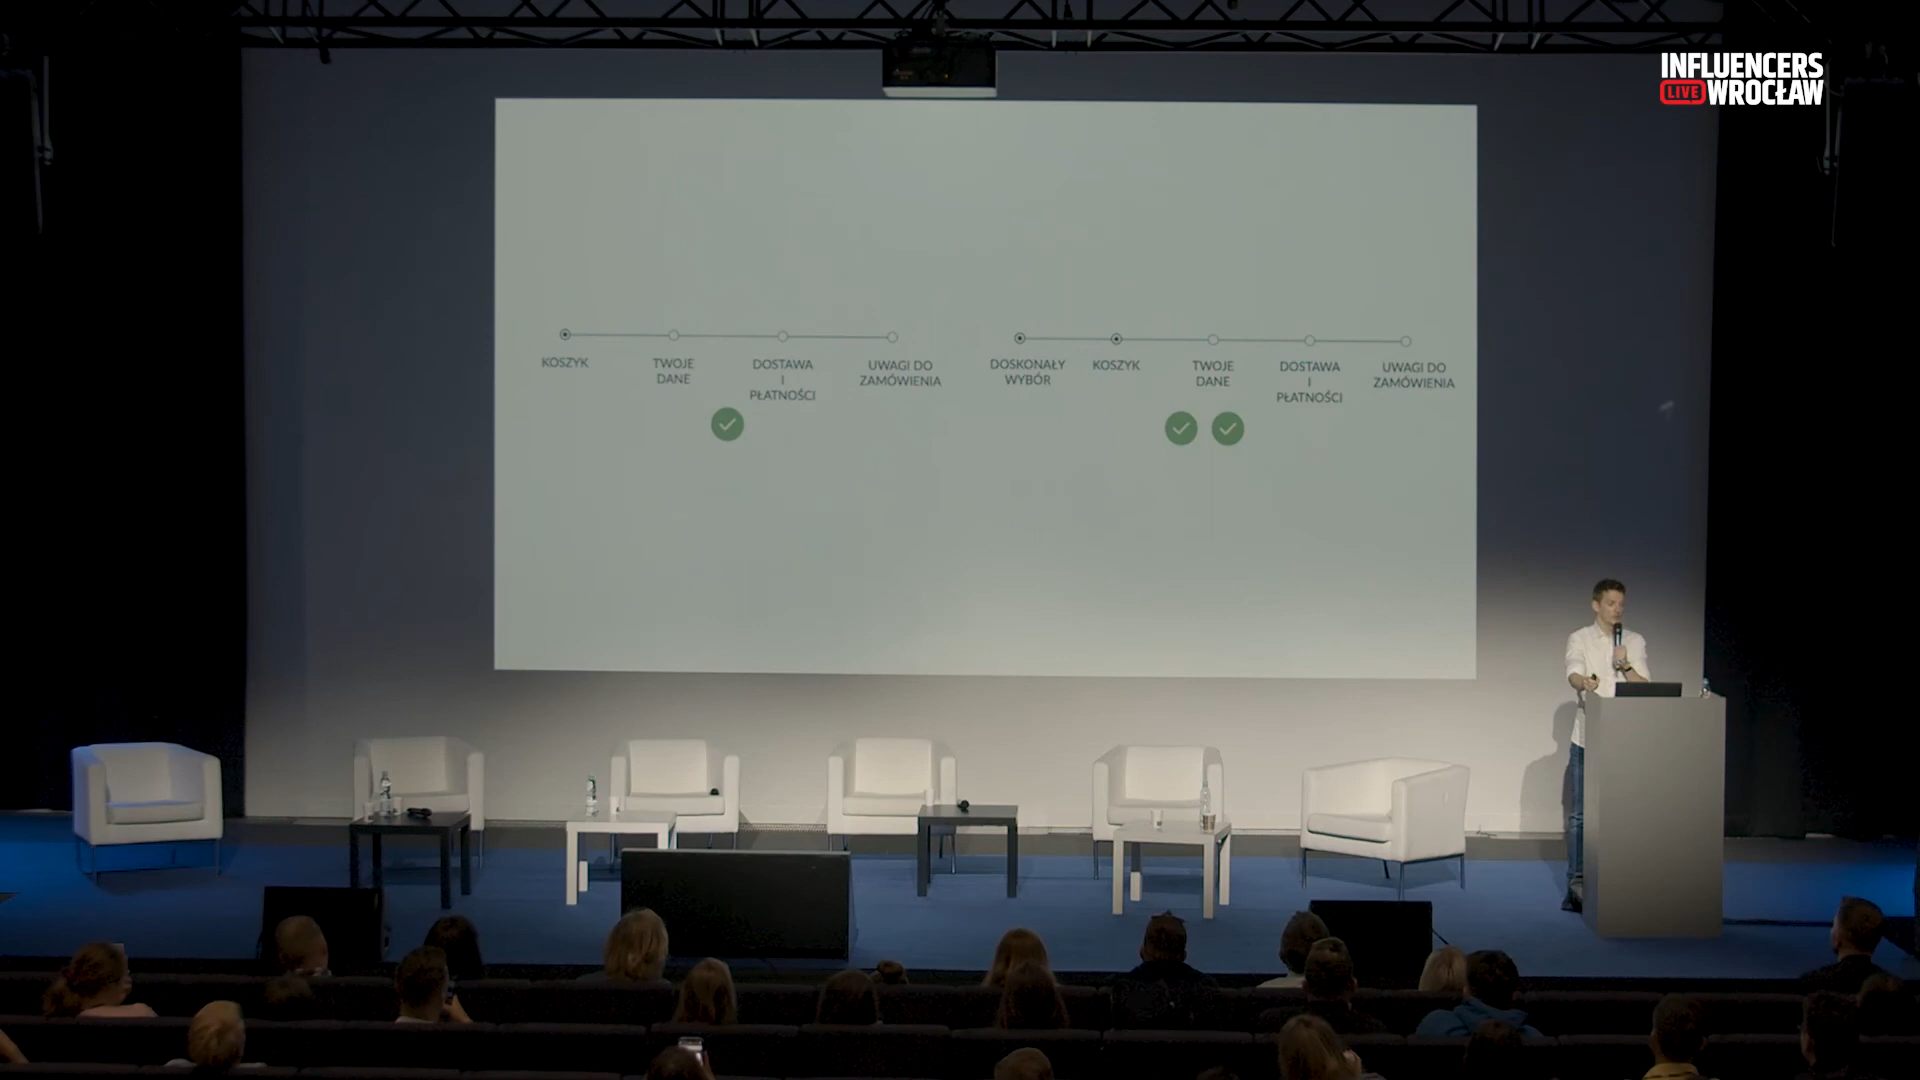 INFLUENCERS
LIVE WROCŁAW
KOSZYK
TWOJE
DANE
DOSTAWA
I
PŁATNOŚCI
UWAGI DO
ZAMÓWIENIA
DOSKONAŁY
WYBÓR
KOSZYK
TWOJE
DANE
DOSTAWA
I
PŁATNOŚCI
UWAGI DO
ZAMÓWIENIA